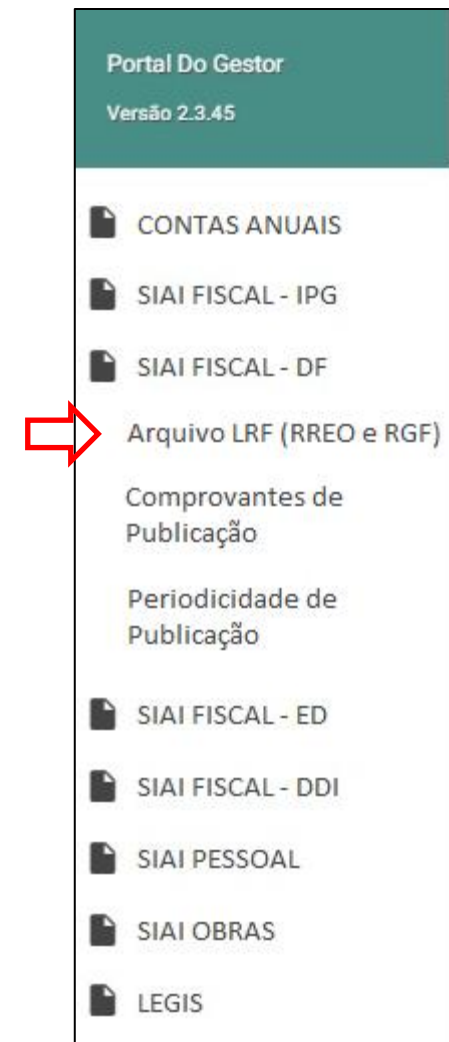 Portal Do Gestor
Versão 2.3.45
CONTAS ANUAIS
SIAI FISCAL - IPG
SIAI FISCAL - DF
Arquivo LRF (RREO e RGF)
Comprovantes de
Publicação
Periodicidade de
Publicação
SIAI FISCAL - ED
SIAI FISCAL - DDI
SIAI PESSOAL
SIAI OBRAS
LEGIS